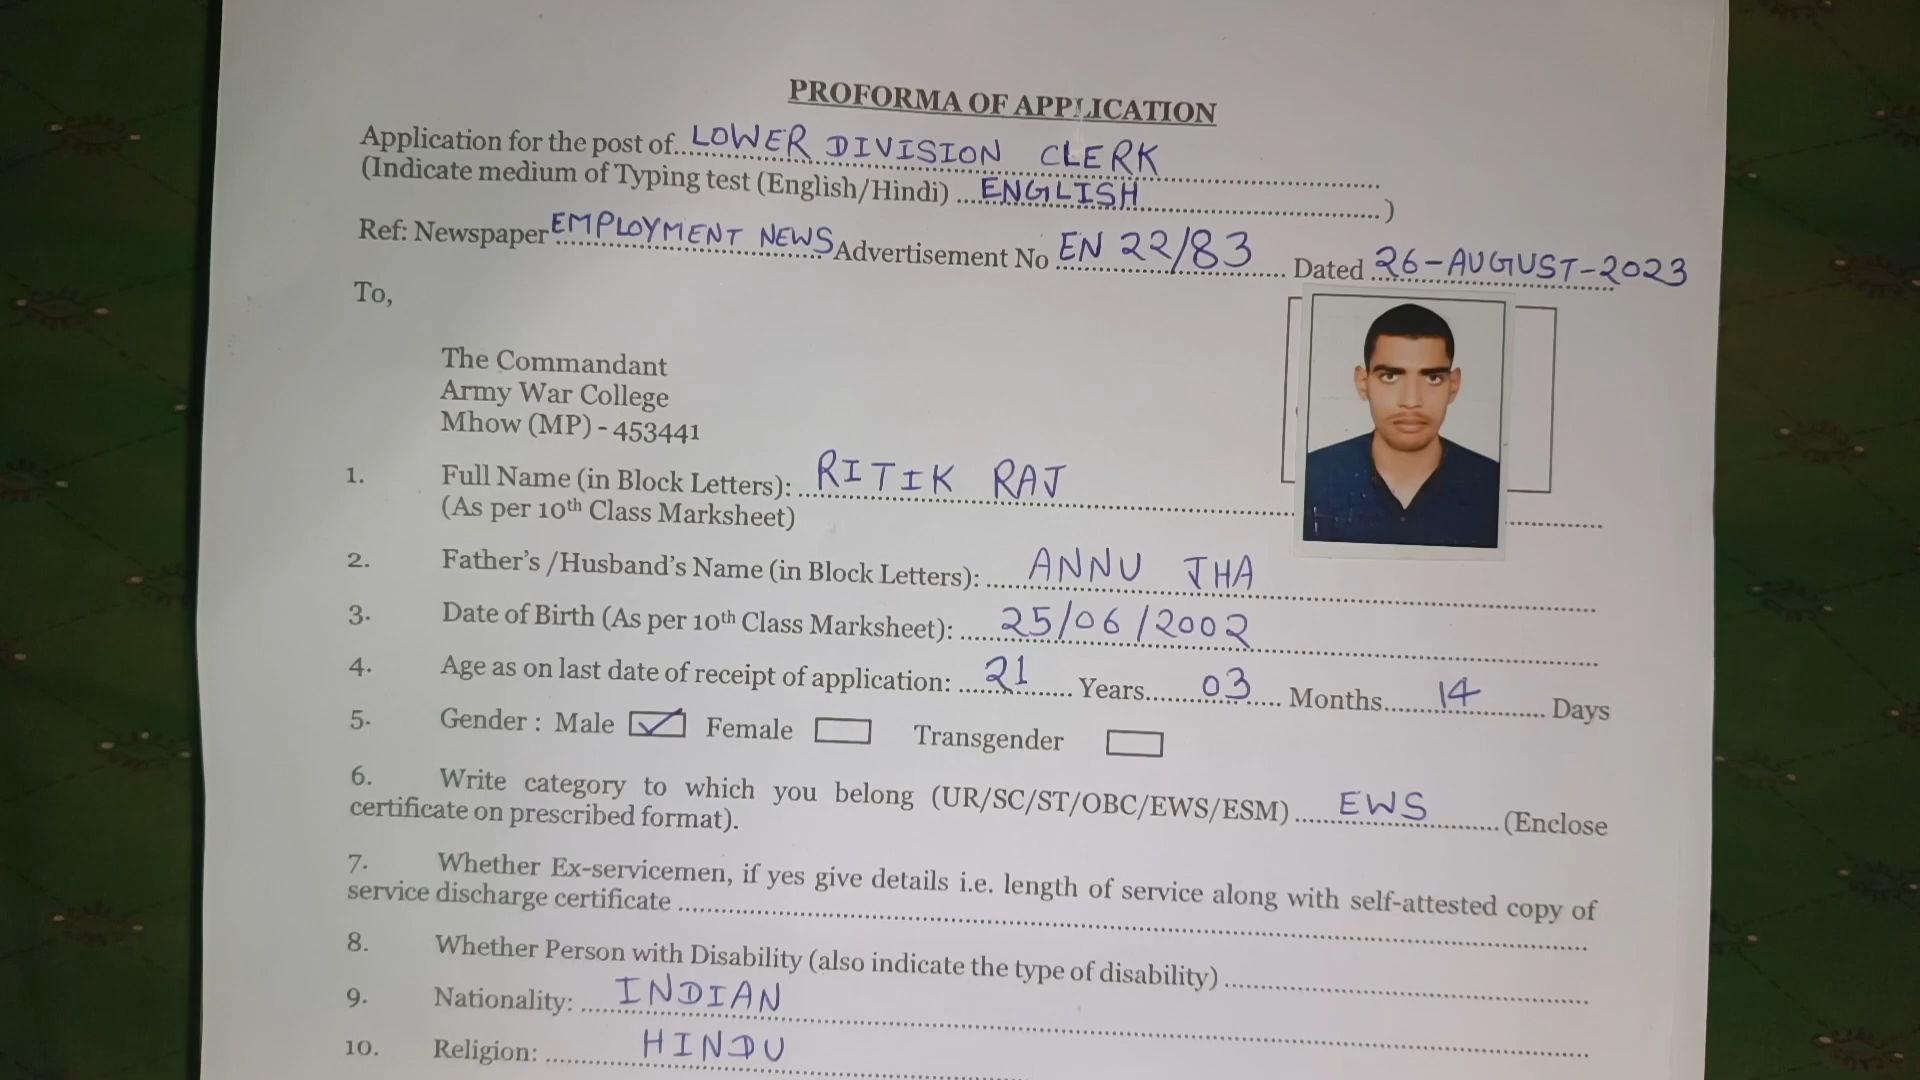 PROFORMA OF APPLICATION
Application for the post of..LOWER DIVISION CLERK
(Indicate medium of Typing test (English/Hindi) ...ENGLISH...)
Ref: Newspaper EMPLOYMENT NEWS Advertisement No EN 22/83 Dated 26-AUGUST-2023
To,
The Commandant
Army War College
Mhow (MP) - 453441
1. Full Name (in Block Letters): RITIK RAJ
(As per 10th Class Marksheet)
2. Father's /Husband's Name (in Block Letters): ANNU JHA
3. Date of Birth (As per 10th Class Marksheet): 25/06/2002
4. Age as on last date of receipt of application: 21 Years 03 Months 14 Days
5. Gender : Male ✓ Female Transgender
6. Write category to which you belong (UR/SC/ST/OBC/EWS/ESM) EWS (Enclose
certificate on prescribed format).
7. Whether Ex-servicemen, if yes give details i.e. length of service along with self-attested copy of
service discharge certificate
8. Whether Person with Disability (also indicate the type of disability)
9. Nationality: INDIAN
10. Religion: HINDU